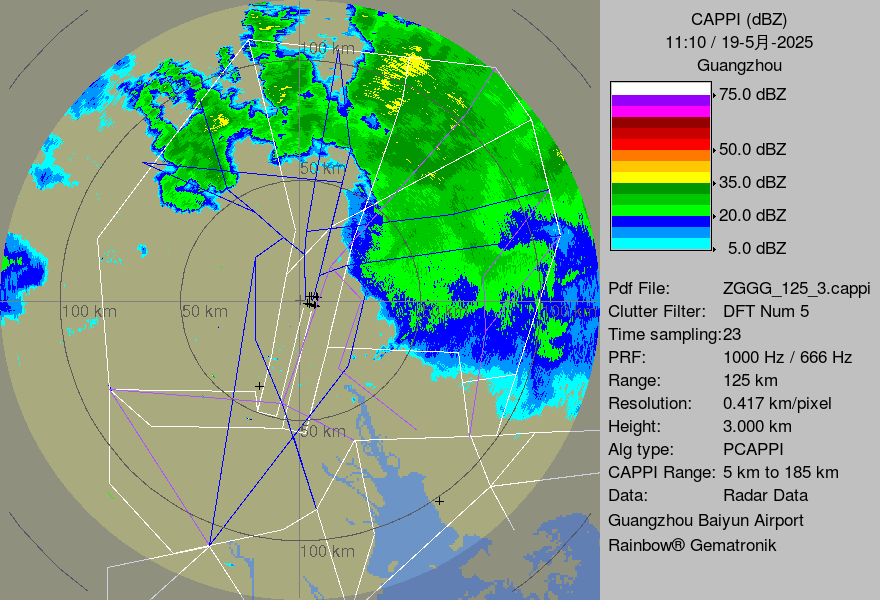 CAPPI (dBZ)
11:10 / 19-5月-2025
Guangzhou
75.0 dBZ
50.0 dBZ
35.0 dBZ
20.0 dBZ
5.0 dBZ
Pdf File: ZGGG_125_3.cappi
Clutter Filter: DFT Num 5
Time sampling:23
PRF: 1000 Hz / 666 Hz
Range: 125 km
Resolution: 0.417 km/pixel
Height: 3.000 km
Alg type: PCAPPI
CAPPI Range: 5 km to 185 km
Data: Radar Data
Guangzhou Baiyun Airport
Rainbow® Gematronik
100 km
50 km
100 km
50 km
50 km
100 km
50 km
100 km